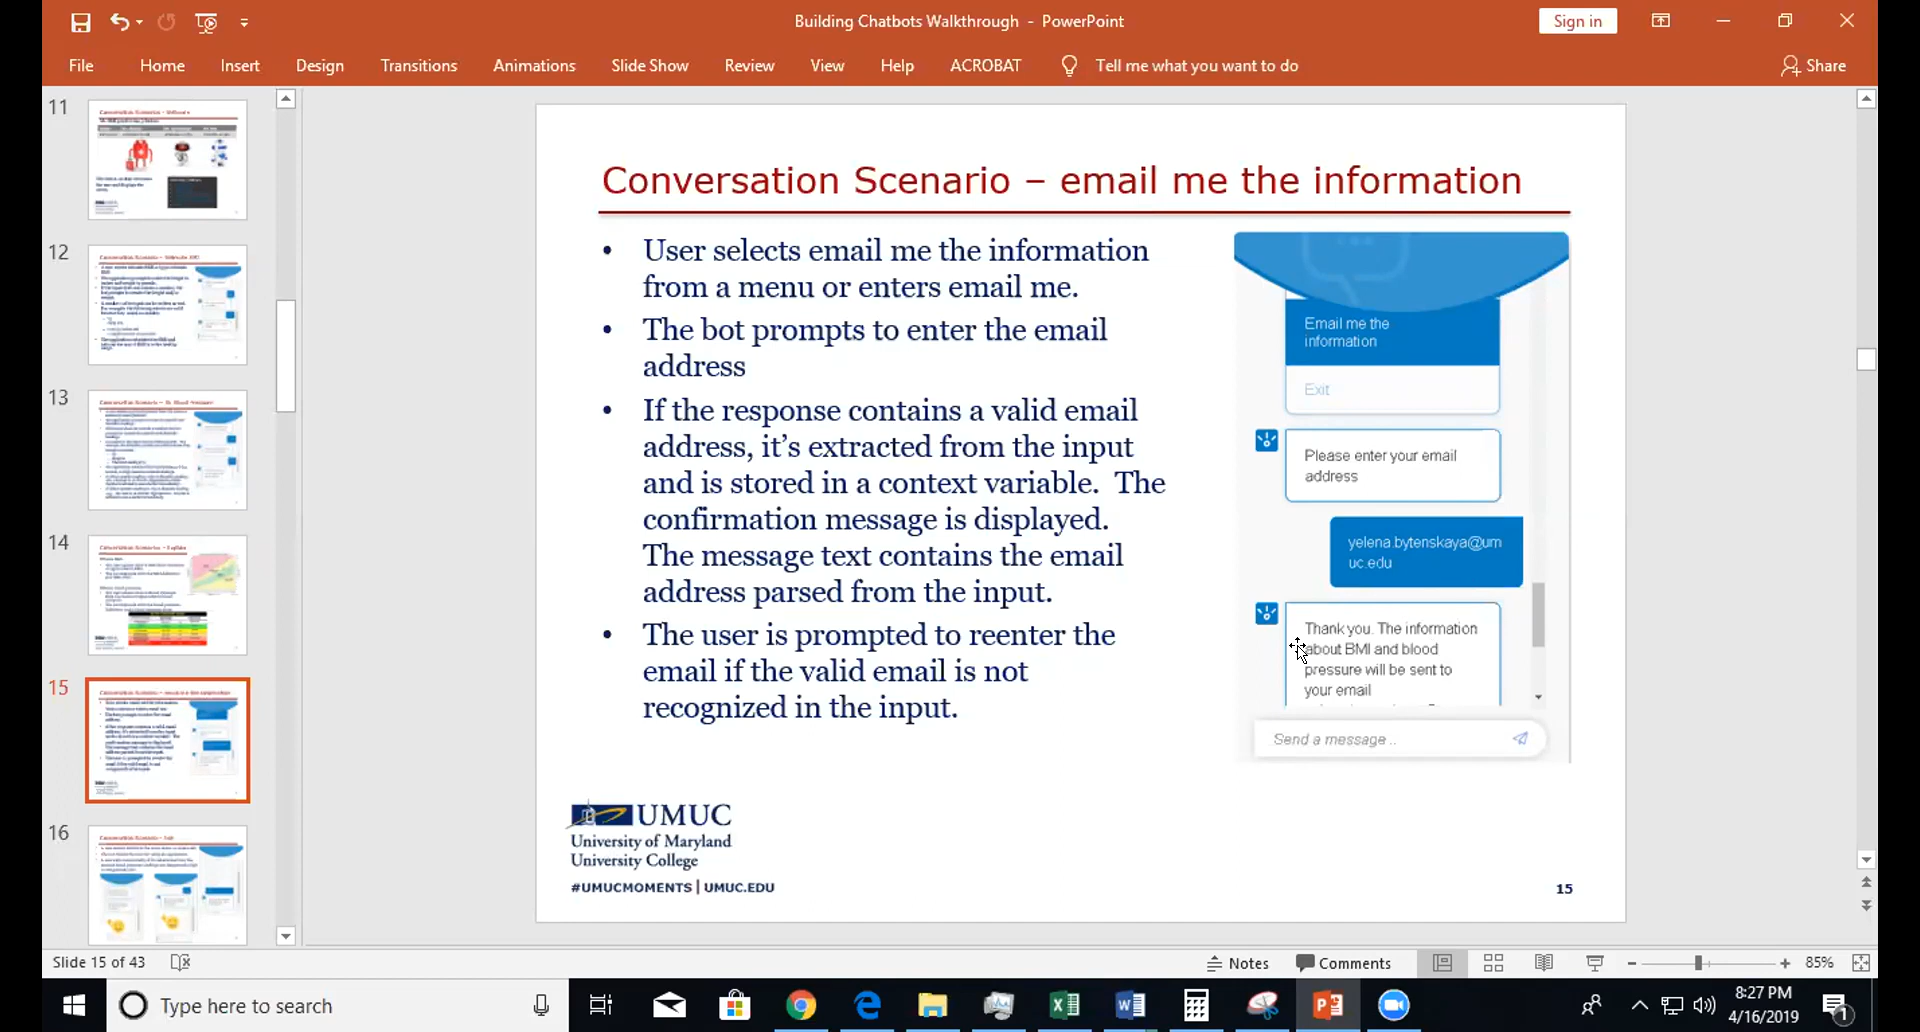 Building Chatbots Walkthrough - PowerPoint
Sign in
File Home Insert Design Transitions Animations Slide Show Review View Help ACROBAT Tell me what you want to do Share
11
12
13
14
15
16
Conversation Scenario – email me the information
• User selects email me the information
from a menu or enters email me.
• The bot prompts to enter the email
address
• If the response contains a valid email
address, it's extracted from the input
and is stored in a context variable. The
confirmation message is displayed.
The message text contains the email
address parsed from the input.
• The user is prompted to reenter the
email if the valid email is not
recognized in the input.
Email me the
information
Exit
Please enter your email
address
yelena.bytenskaya@um
uc.edu
Thank you. The information
about BMI and blood
pressure will be sent to
your email
Send a message ..
UMUC
University of Maryland
University College
#UMUCMOMENTS | UMUC.EDU
15
Slide 15 of 43
Notes Comments 85%
Type here to search
8:27 PM
4/16/2019
1